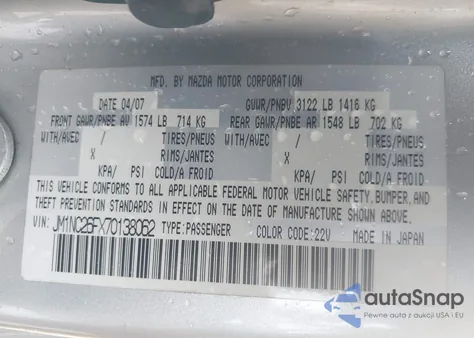 MFD. BY MAZDA MOTOR CORPORATION
DATE 04/07 GVWR/PNBV 3122 LB 1416 KG
FRONT GAWR/PNBE AV 1574 LB 714 KG REAR GAWR/PNBE AR 1548 LB 702 KG
WITH/AVEC / TIRES/PNEUS WITH/AVEC / TIRES/PNEUS
X RIMS/JANTES X RIMS/JANTES
KPA/ PSI COLD/A FROID KPA/ PSI COLD/A FROID
THIS VEHICLE CONFORMS TO ALL APPLICABLE FEDERAL MOTOR VEHICLE SAFETY, BUMPER, AND
THEFT PREVENTION STANDARDS IN EFFECT ON THE DATE OF MANUFACTURE SHOWN ABOVE.
VIN: JM1NC26FX70138062 TYPE:PASSENGER COLOR CODE:22V MADE IN JAPAN
autaSnap
Pewne auta z aukcji USA i EU